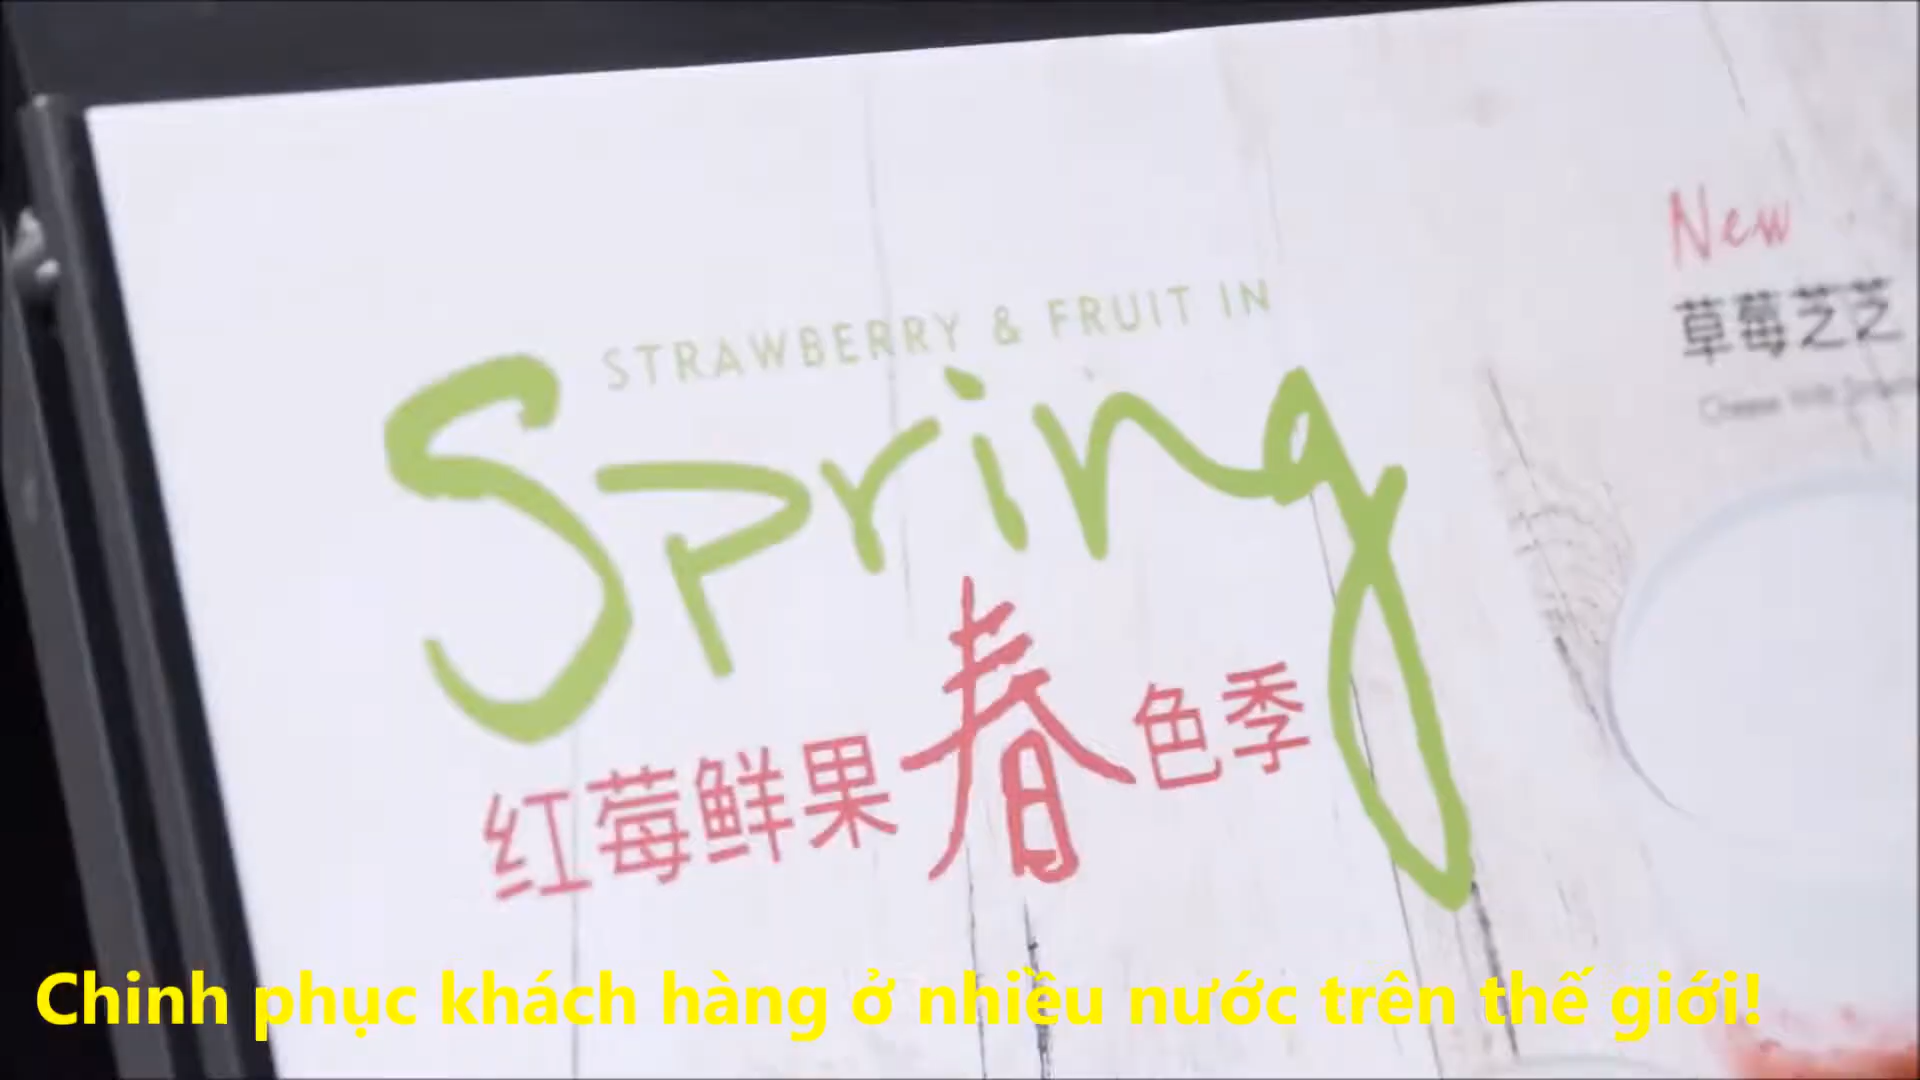 STRAWBERRY & FRUIT IN
Spring
红莓鲜果春色季
New
草莓芝芝
Chinh phục khách hàng ở nhiều nước trên thế giới!